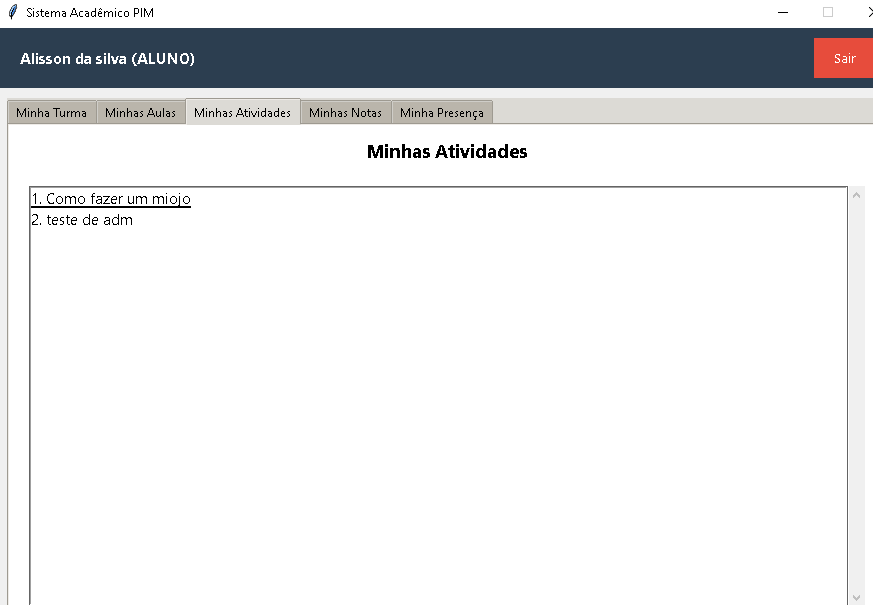 Sistema Acadêmico PIM
Alisson da silva (ALUNO)
Sair
Minha Turma
Minhas Aulas
Minhas Atividades
Minhas Notas
Minha Presença
Minhas Atividades
1. Como fazer um miojo
2. teste de adm